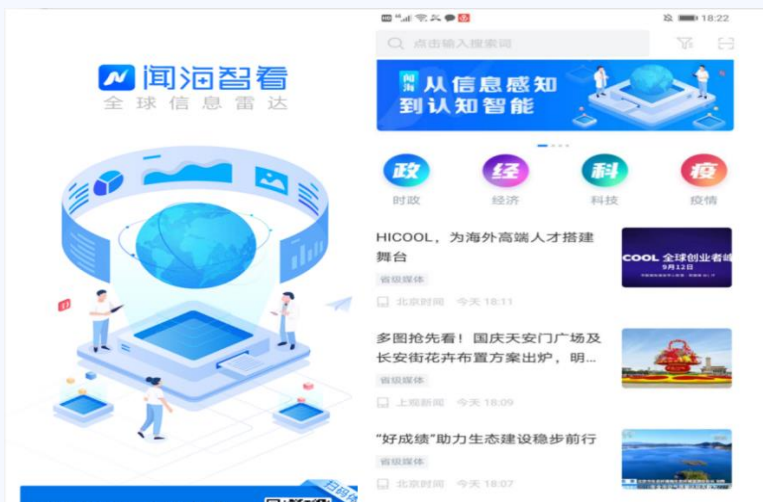 闻海智看
全球信息雷达
扫码体
18:22
点击输入搜索词
闻海
从信息感知
到认知智能
政
经
科
疫
时政
经济
科技
疫情
HICOOL，为海外高端人才搭建
舞台
省级媒体
北京时间 今天 18:11
COOL 全球创业者峰
9月12日
多图抢先看！国庆天安门广场及
长安街花卉布置方案出炉，明...
省级媒体
上观新闻 今天 18:09
“好成绩”助力生态建设稳步前行
省级媒体
北京时间 今天 18:07